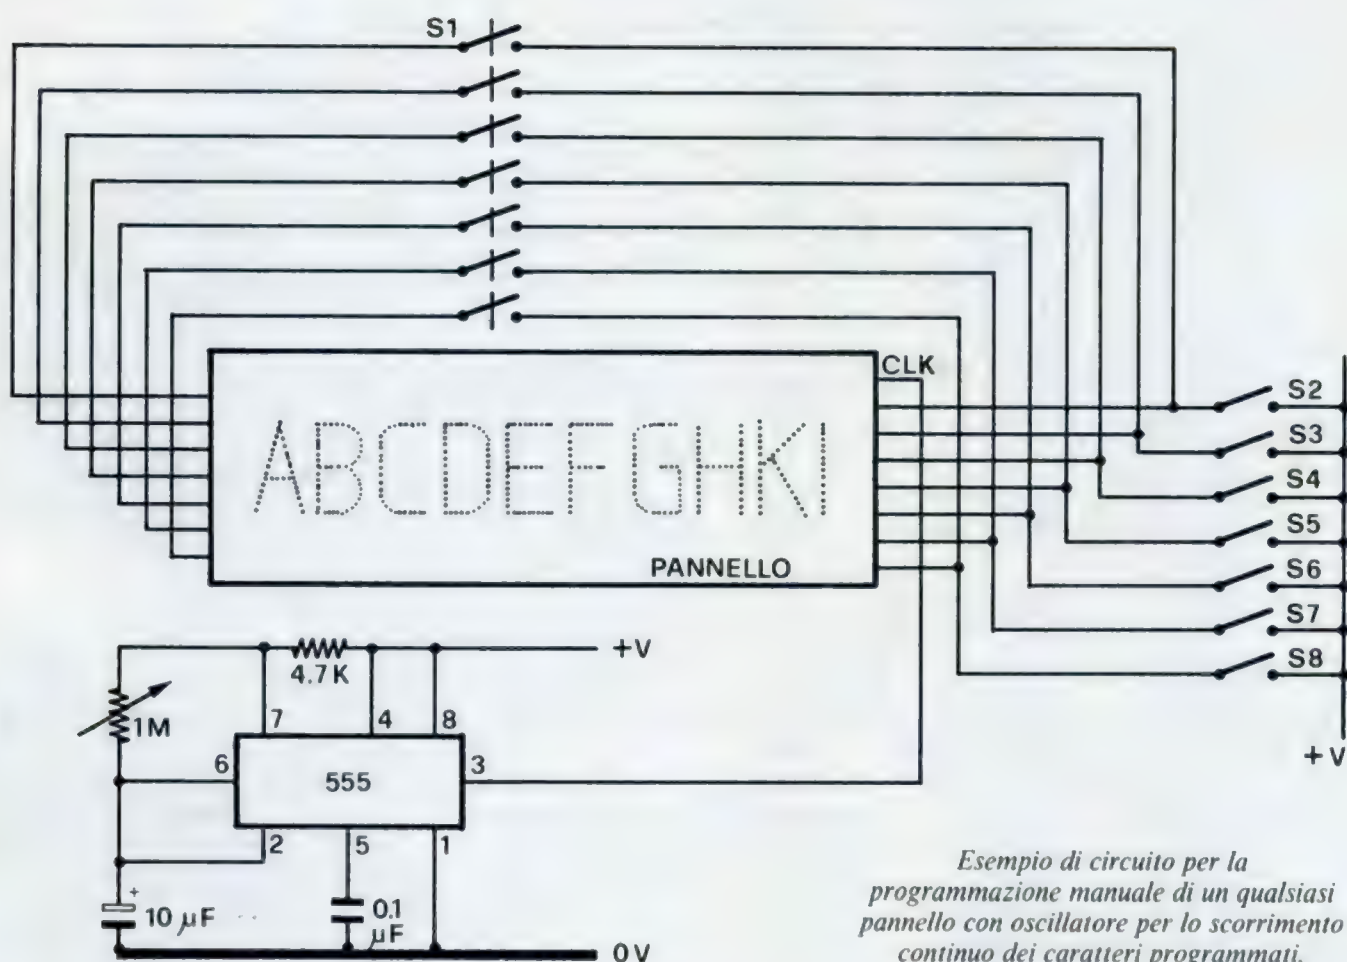 S1
CLK
ABCDEFGHKI
PANNELLO
S2
S3
S4
S5
S6
S7
S8
+V
4.7K
+V
1M
7
4
8
6
555
3
2
5
1
+
10 µF
0.1
µF
0V
Esempio di circuito per la
programmazione manuale di un qualsiasi
pannello con oscillatore per lo scorrimento
continuo dei caratteri programmati.